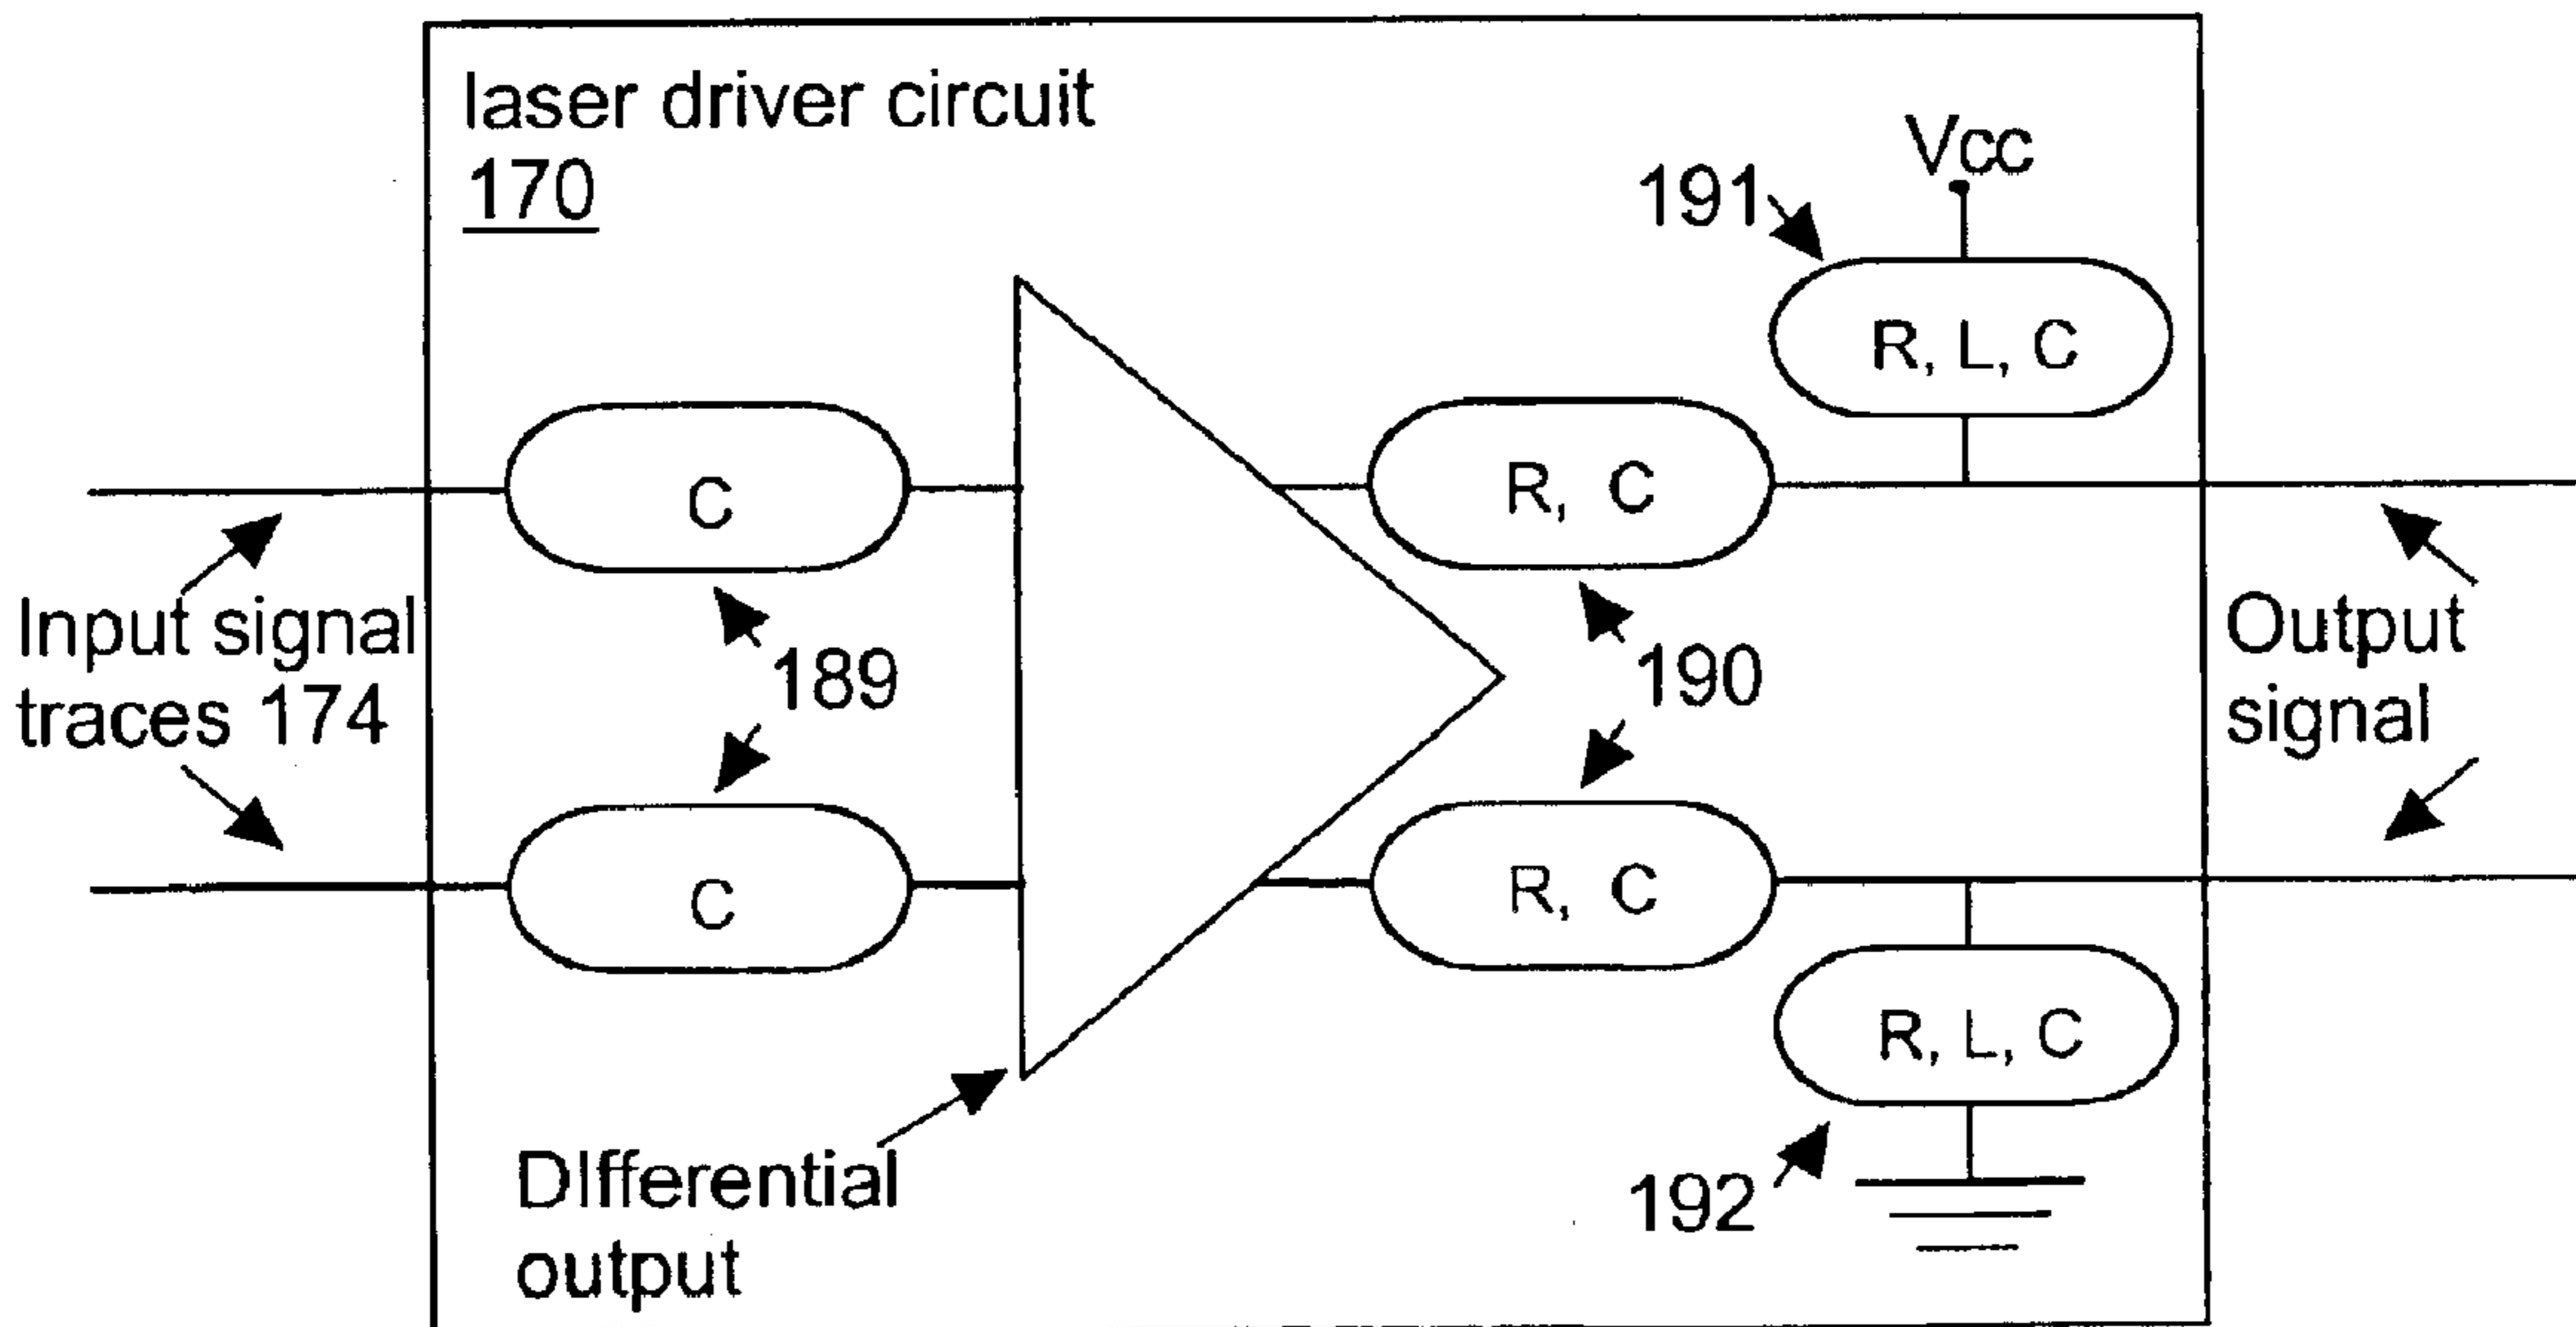 laser driver circuit
170
Vcc
191
R, L, C
C
R, C
Input signal
traces 174
189
190
Output
signal
C
R, C
R, L, C
DIfferential
output
192